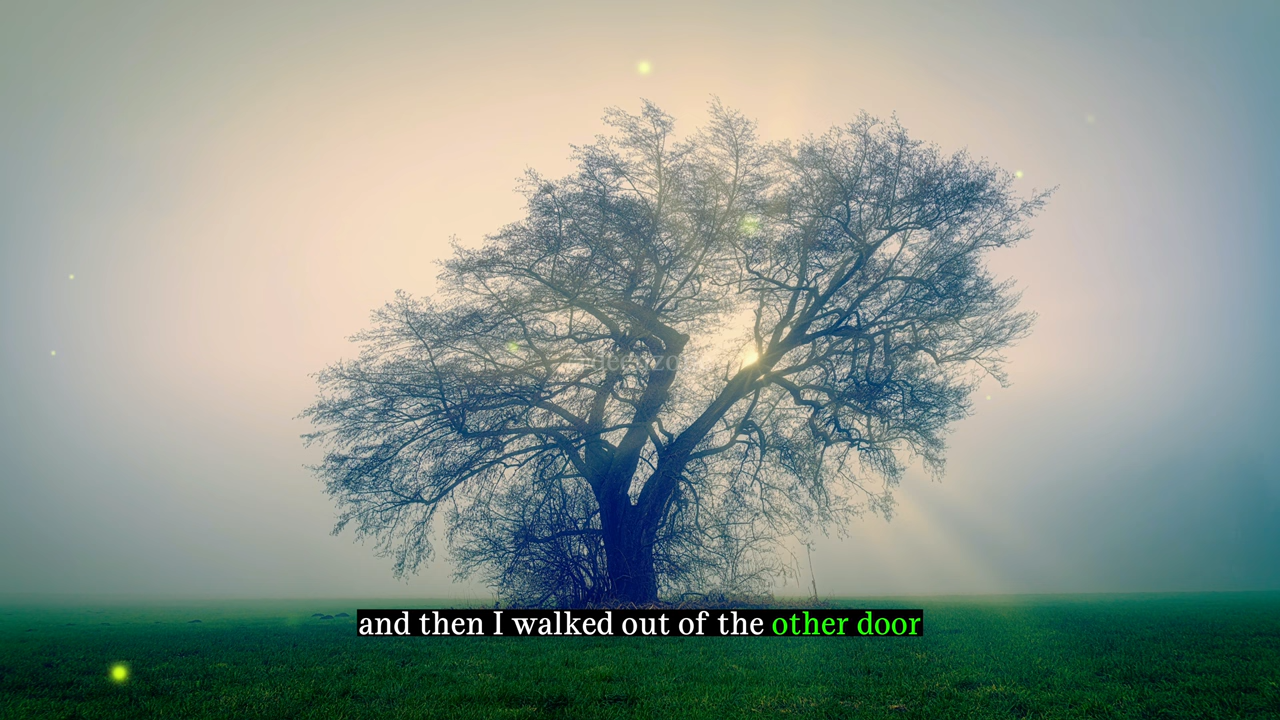 and then I walked out of the other door